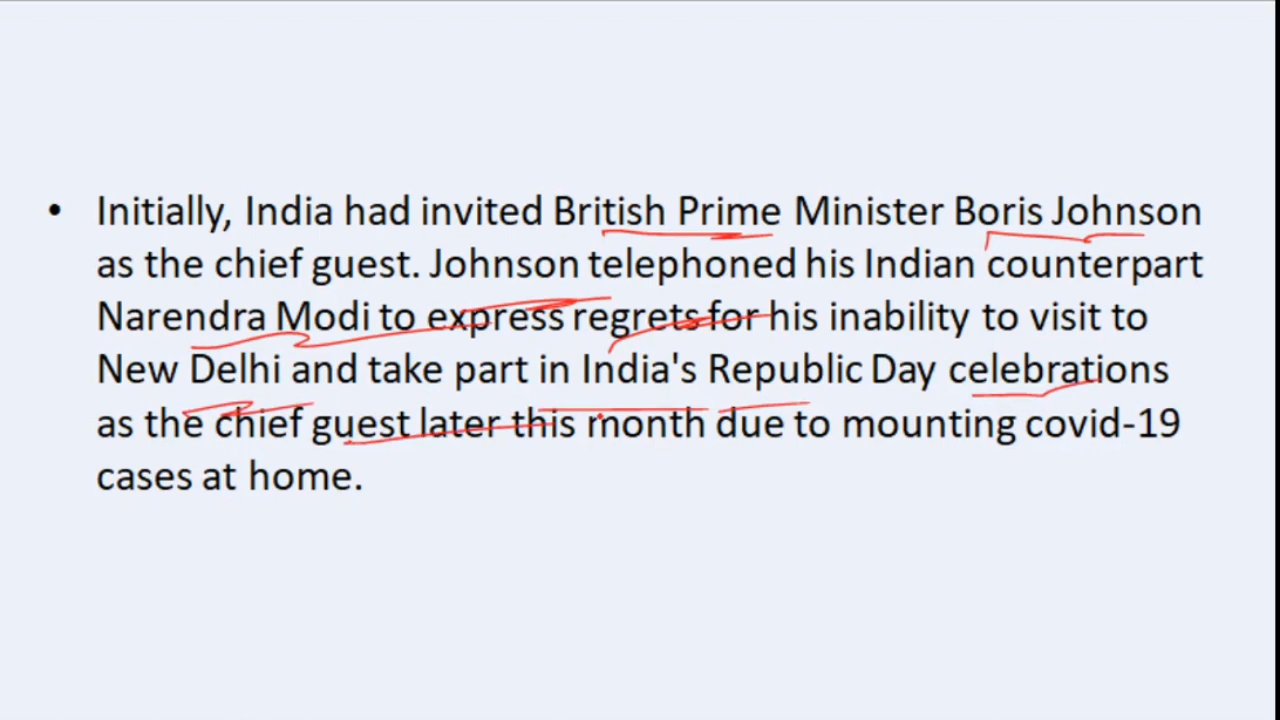 • Initially, India had invited British Prime Minister Boris Johnson
as the chief guest. Johnson telephoned his Indian counterpart
Narendra Modi to express regrets for his inability to visit to
New Delhi and take part in India's Republic Day celebrations
as the chief guest later this month due to mounting covid-19
cases at home.